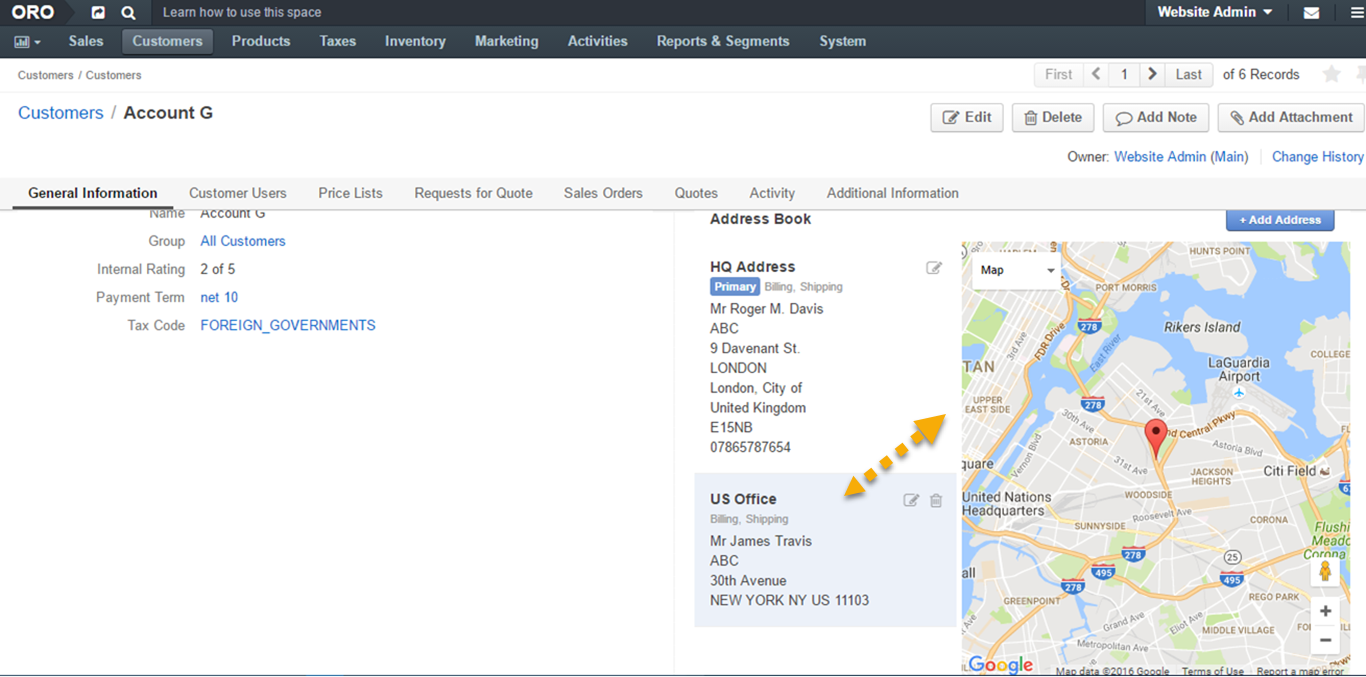 ORO Learn how to use this space Website Admin
Sales Customers Products Taxes Inventory Marketing Activities Reports & Segments System
Customers / Customers
First 1 Last of 6 Records
Customers / Account G
Edit Delete Add Note Add Attachment
Owner: Website Admin (Main) Change History
General Information Customer Users Price Lists Requests for Quote Sales Orders Quotes Activity Additional Information
Name Account G
Group All Customers
Internal Rating 2 of 5
Payment Term net 10
Tax Code FOREIGN_GOVERNMENTS
Address Book
+ Add Address
HQ Address
Primary Billing, Shipping
Mr Roger M. Davis
ABC
9 Davenant St.
LONDON
London, City of
United Kingdom
E15NB
07865787654
US Office
Billing, Shipping
Mr James Travis
ABC
30th Avenue
NEW YORK NY US 11103
Map
HUNTS POINT
PORT MORRIS
278
Rikers Island
3rd Ave
FDR Drive
East River
COLLEGE
TAN
LaGuardia
Airport
UPPER
EAST SIDE
278
21st Ave
30th Ave
nd Central Pkwy
ASTORIA
Astoria Blvd
Vernon Blvd
31st Ave
quare
JACKSON
HEIGHTS
Citi Field
United Nations
Headquarters
WOODSIDE
Roosevelt Ave
CORONA
SUNNYSIDE
Flushi
Meado
Corona
278
25
all
495
495
278
GREENPOINT
REGO PARK
Grand Ave
Eliot Ave
MIDDLE VILLAGE
FO
Metropolitan Ave
Google
Map data ©2016 Google Terms of Use Report a map error